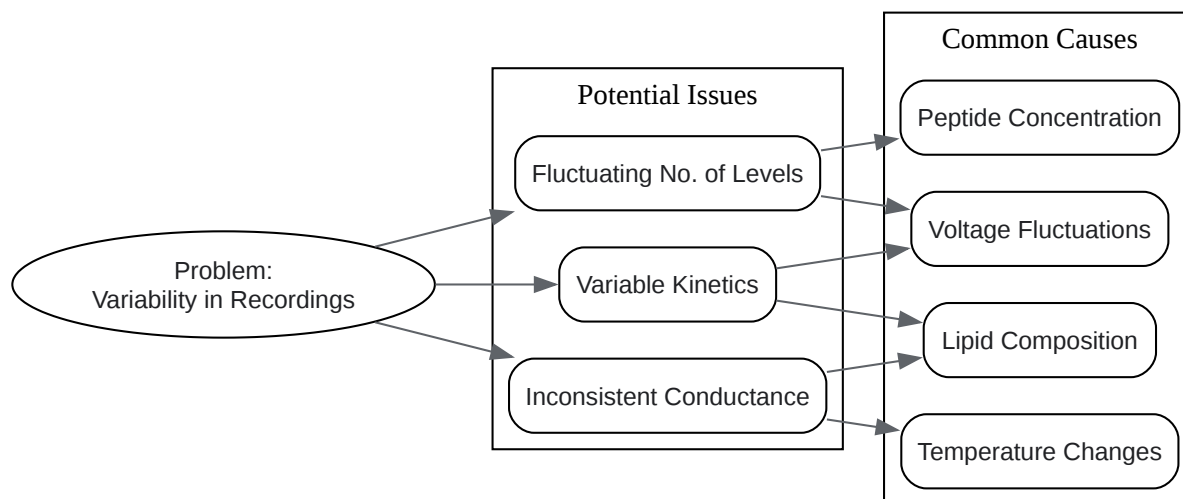 Problem:
Variability in Recordings
Potential Issues
Fluctuating No. of Levels
Variable Kinetics
Inconsistent Conductance
Common Causes
Peptide Concentration
Voltage Fluctuations
Lipid Composition
Temperature Changes